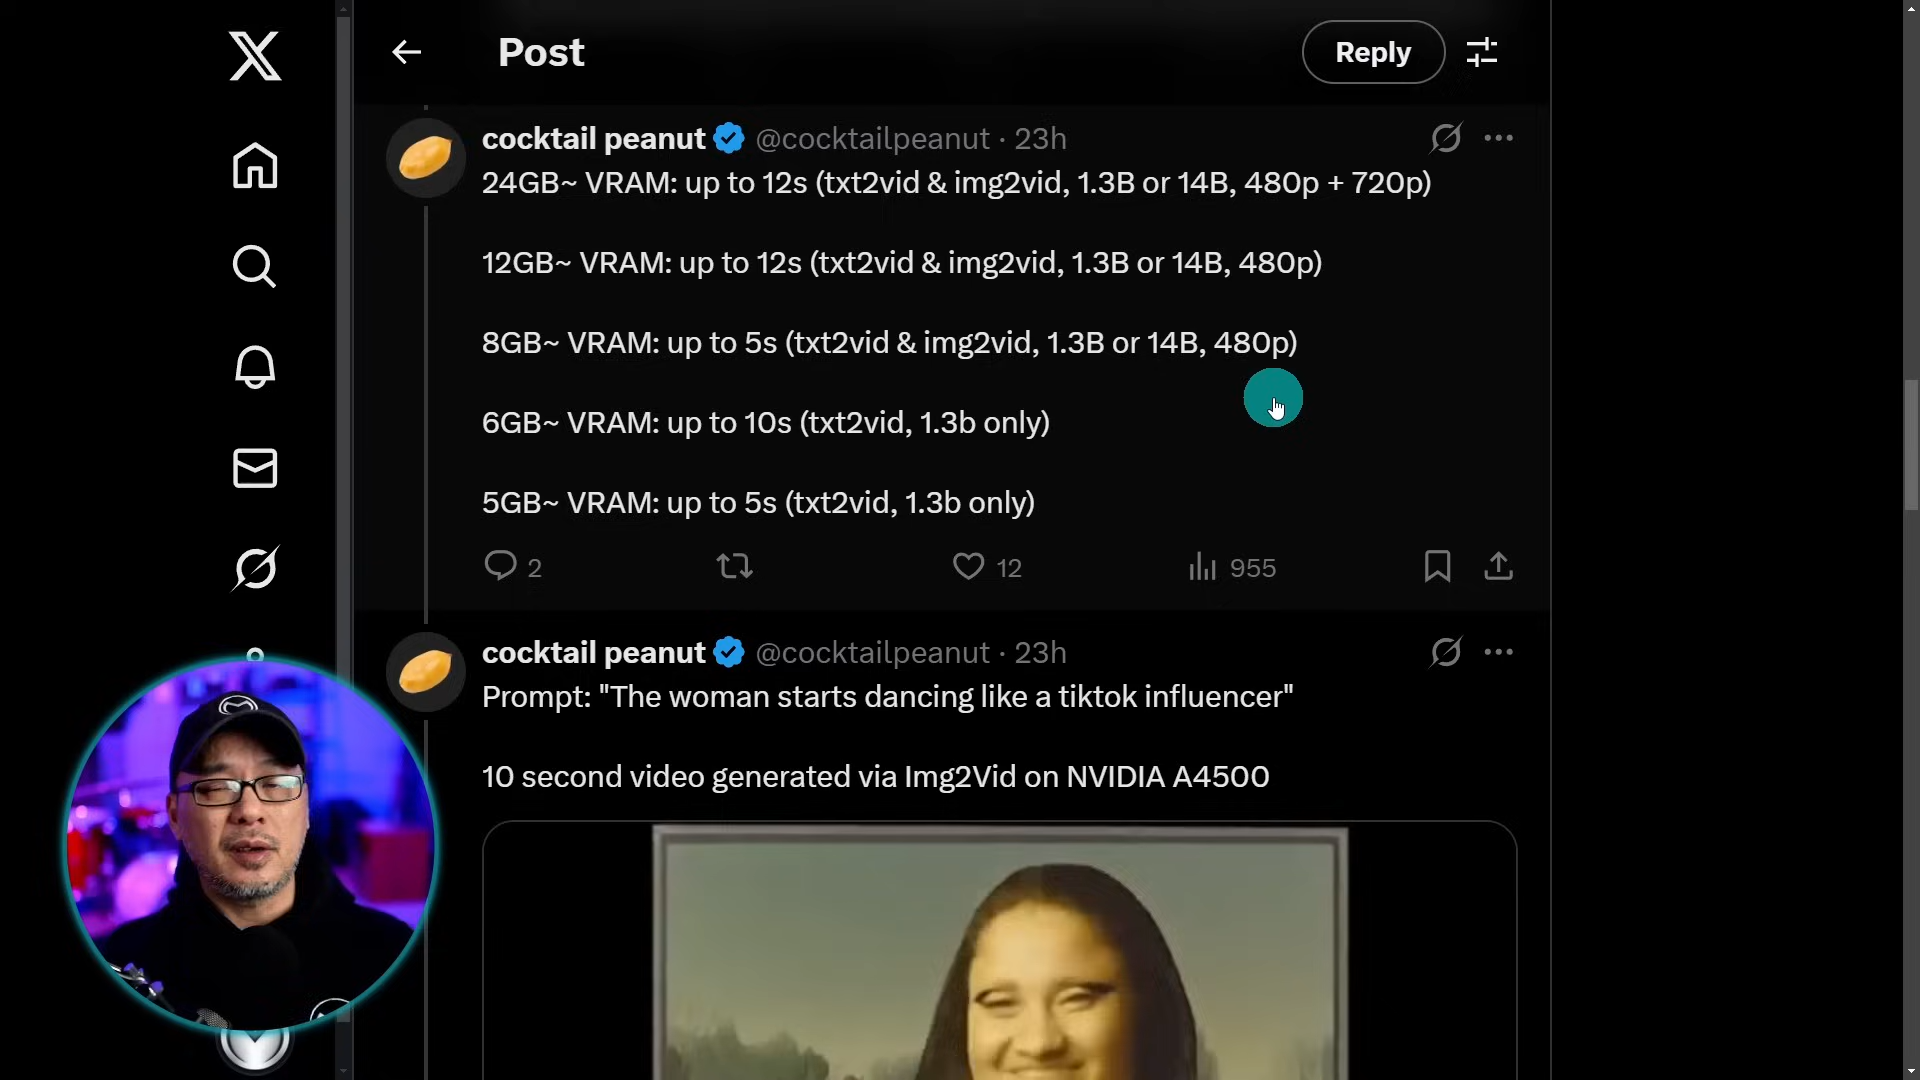 Post
Reply
cocktail peanut @cocktailpeanut · 23h
24GB~ VRAM: up to 12s (txt2vid & img2vid, 1.3B or 14B, 480p + 720p)
12GB~ VRAM: up to 12s (txt2vid & img2vid, 1.3B or 14B, 480p)
8GB~ VRAM: up to 5s (txt2vid & img2vid, 1.3B or 14B, 480p)
6GB~ VRAM: up to 10s (txt2vid, 1.3b only)
5GB~ VRAM: up to 5s (txt2vid, 1.3b only)
2 12 955
cocktail peanut @cocktailpeanut · 23h
Prompt: "The woman starts dancing like a tiktok influencer"
10 second video generated via Img2Vid on NVIDIA A4500